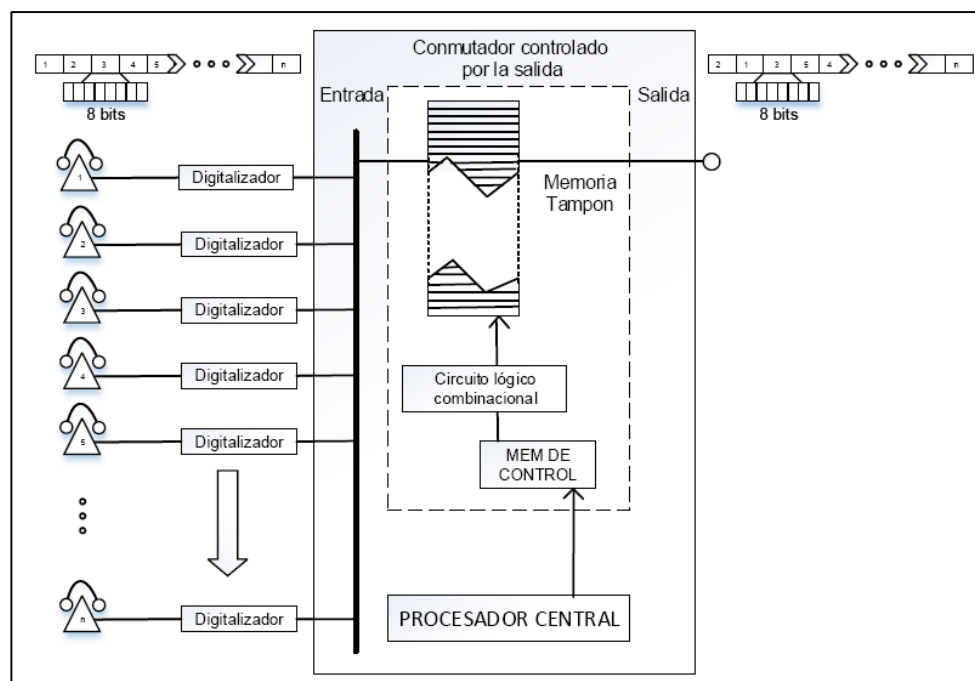 Conmutador controlado
por la salida
1 2 3 4 5 n
2 1 3 5 4 n
8 bits
8 bits
Entrada
Salida
1
Digitalizador
Memoria
Tampon
2
Digitalizador
3
Digitalizador
4
Digitalizador
Circuito lógico
combinacional
5
Digitalizador
MEM DE
CONTROL
n
Digitalizador
PROCESADOR CENTRAL